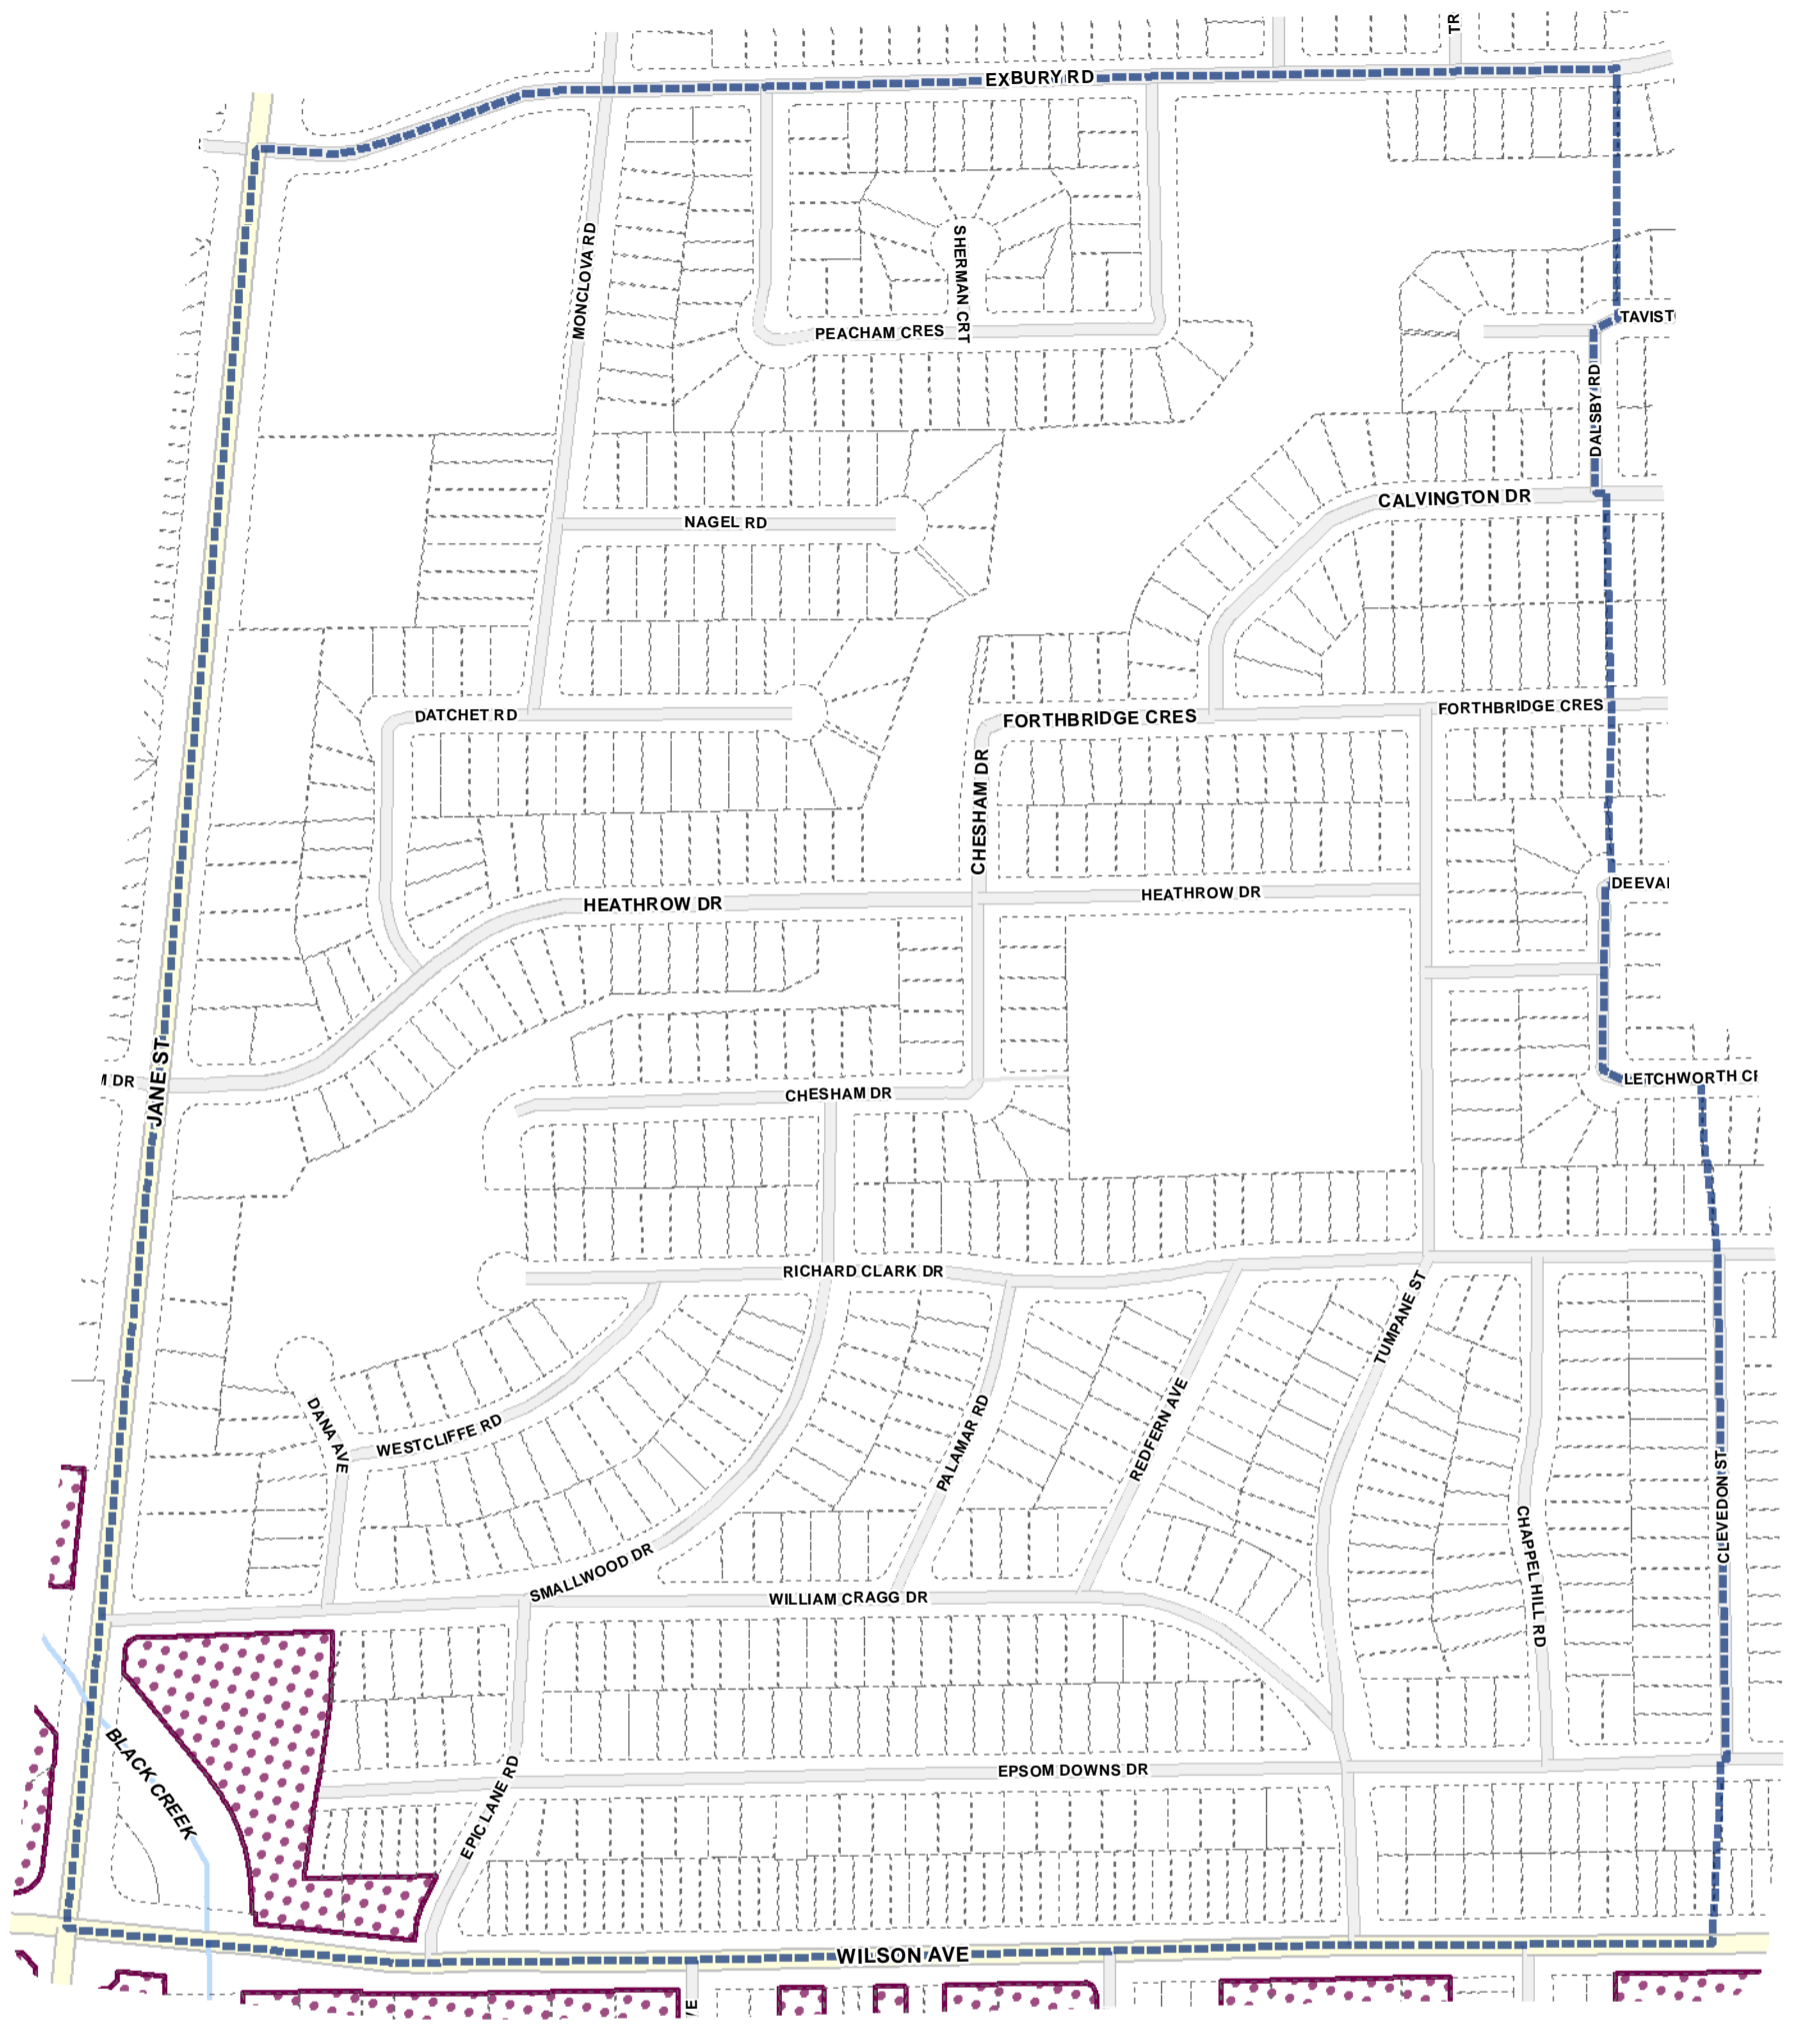 TR
EXBURY RD
MONCLOVA RD
SHERMAN CRT
PEACHAM CRES
TAVIST
DALSBY RD
CALVINGTON DR
NAGEL RD
DATCHET RD
FORTHBRIDGE CRES
FORTHBRIDGE CRES
CHESHAM DR
DEEVA
HEATHROW DR
HEATHROW DR
JANE ST
M DR
CHESHAM DR
LETCHWORTH CR
RICHARD CLARK DR
TUMPANE ST
DANA AVE
WESTCLIFFE RD
PALAMAR RD
REDFERN AVE
CLEVEDON ST
CHAPPEL HILL RD
SMALLWOOD DR
WILLIAM CRAGG DR
BLACK CREEK
EPIC LANE RD
EPSOM DOWNS DR
WILSON AVE
VE